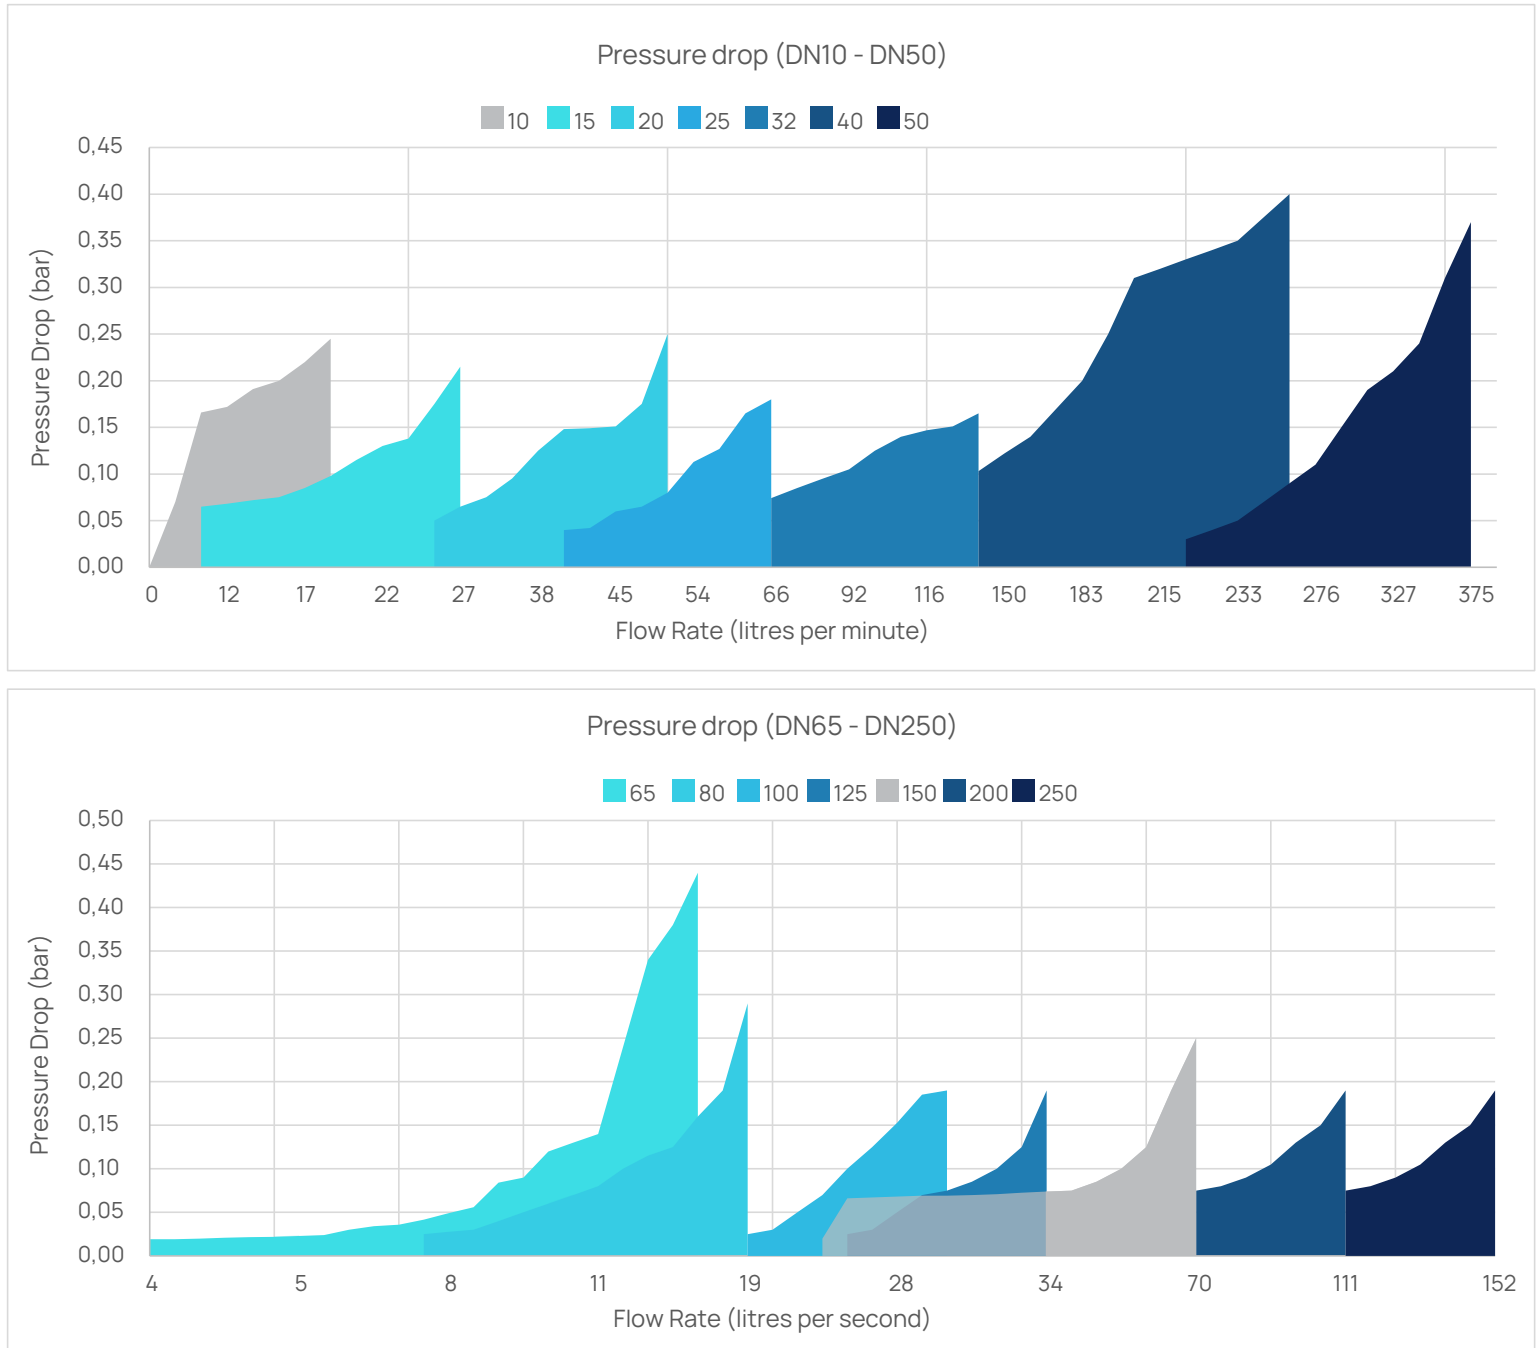 Pressure drop (DN10 - DN50)
10 15 20 25 32 40 50
0,45
0,40
0,35
0,30
0,25
0,20
0,15
0,10
0,05
0,00
Pressure Drop (bar)
0 12 17 22 27 38 45 54 66 92 116 150 183 215 233 276 327 375
Flow Rate (litres per minute)
Pressure drop (DN65 - DN250)
65 80 100 125 150 200 250
0,50
0,45
0,40
0,35
0,30
0,25
0,20
0,15
0,10
0,05
0,00
Pressure Drop (bar)
4 5 8 11 19 28 34 70 111 152
Flow Rate (litres per second)